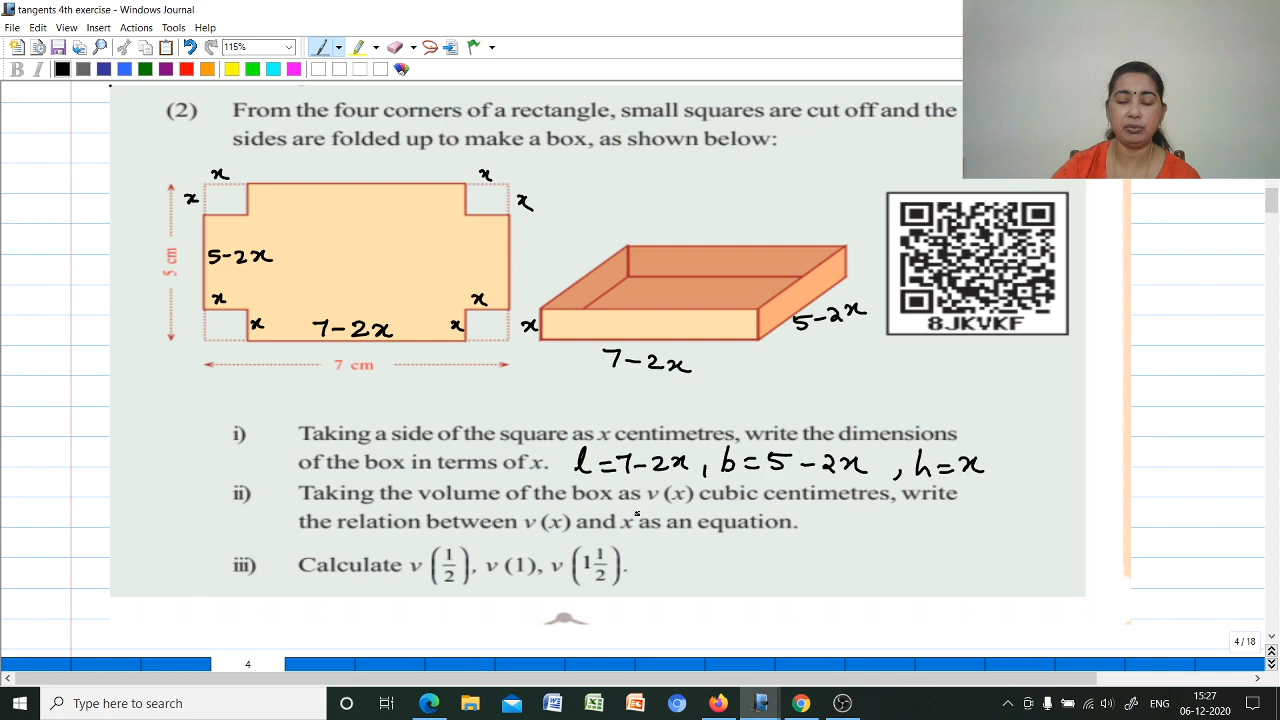 tangents 4th exercise - Windows Journal
File Edit View Insert Actions Tools Help
115%
B I
(2) From the four corners of a rectangle, small squares are cut off and the
sides are folded up to make a box, as shown below:
x x
x x
5 cm
5-2x
x x
x 7-2x x
7 cm
x
5-2x
7-2x
8JKVKF
i) Taking a side of the square as x centimetres, write the dimensions
of the box in terms of x. l=7-2x, b=5-2x, h=x
ii) Taking the volume of the box as v (x) cubic centimetres, write
the relation between v (x) and x as an equation.
iii) Calculate v (1/2), v (1), v (1 1/2).
4 / 18
4
Type here to search
ENG
15:27
06-12-2020